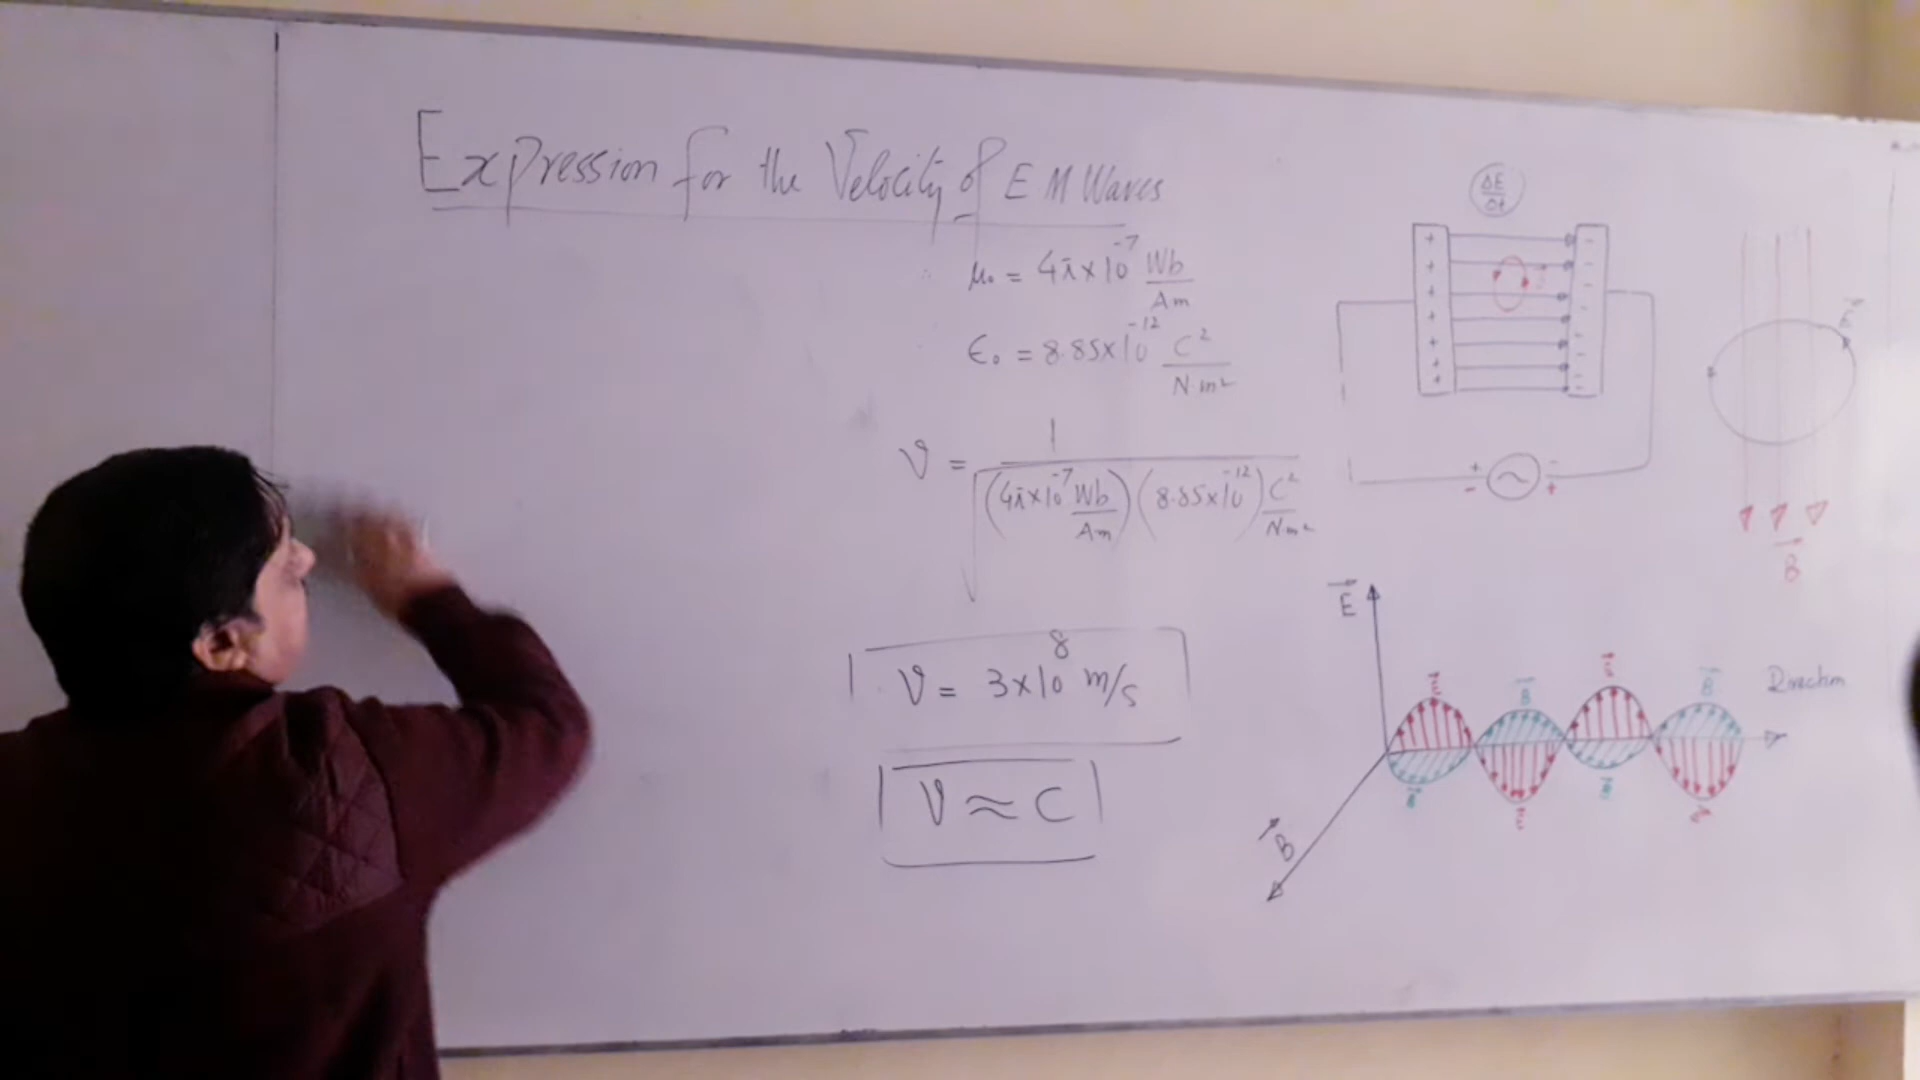 Expression for the Velocity of E M Waves
μ₀ = 4π×10⁻⁷ Wb/Am
ϵ₀ = 8.85×10⁻¹² C²/N·m²
v = 1/√((4π×10⁻⁷ Wb/Am)(8.85×10⁻¹²) C²/N·m²)
v = 3×10⁸ m/s
v ≈ C
ΔE/Δt
+ -
+ -
+ -
+ -
+ -
+ -
+ -
+ -
- +
B⃗
E⃗
B⃗ B⃗ Direction
B⃗